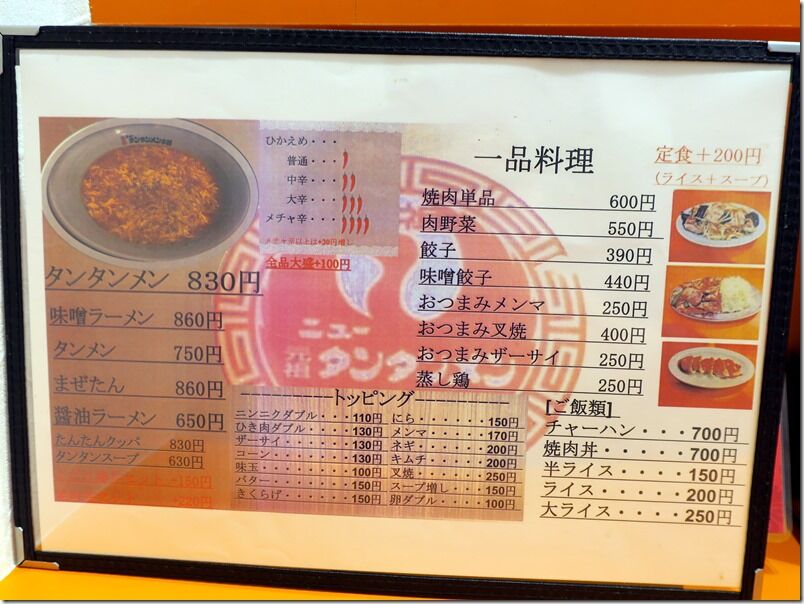 ひかえめ・・・
普通・・・
中辛・・・
大辛・・・
メチャ辛・・・
全品大盛+100円
タンタンメン 830円
味噌ラーメン 860円
タンメン 750円
まぜたん 860円
醤油ラーメン 650円
たんたんクッパ 830円
タンタンスープ 630円
+150円
+220円
ニュー
元祖 タンタ
トッピング
ニンニクダブル・・・110円
ひき肉ダブル・・・・130円
ザーサイ・・・・・・130円
コーン・・・・・・・130円
味玉・・・・・・・・100円
バター・・・・・・・150円
きくらげ・・・・・・150円
にら・・・・・・・150円
メンマ・・・・・・170円
ネギ・・・・・・・200円
キムチ・・・・・・200円
叉焼・・・・・・・250円
スープ増し・・・・150円
卵ダブル・・・・・100円
一品料理
定食+200円
(ライス+スープ)
焼肉単品 600円
肉野菜 550円
餃子 390円
味噌餃子 440円
おつまみメンマ 250円
おつまみ叉焼 400円
おつまみザーサイ 250円
蒸し鶏 250円
[ご飯類]
チャーハン・・・700円
焼肉丼・・・・・700円
半ライス・・・・150円
ライス・・・・・200円
大ライス・・・・250円